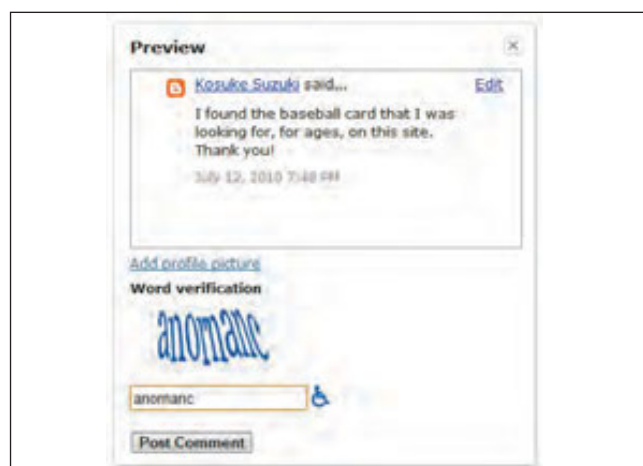 Preview
Kosuke Suzuki said... Edit
I found the baseball card that I was
looking for, for ages, on this site.
Thank you!
July 12, 2010 7:48 PM
Add profile picture
Word verification
anomanc
anomanc
Post Comment